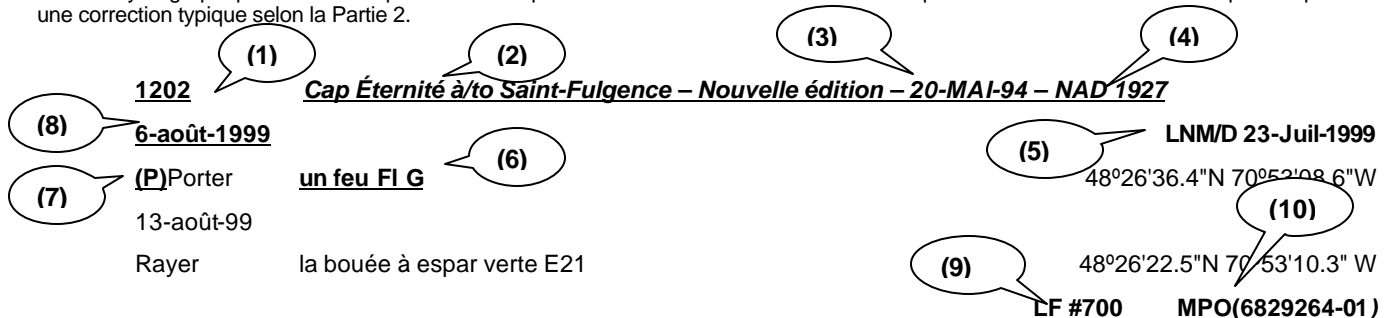 une correction typique selon la Partie 2.
(1) (2) (3) (4)
1202 Cap Éternité à/to Saint-Fulgence – Nouvelle édition – 20-MAI-94 – NAD 1927
(8) 6-août-1999 (5) LNM/D 23-Juil-1999
(7) (P)Porter un feu Fl G (6) 48º26'36.4"N 70º53'08.6"W
13-août-99 (10)
Rayer la bouée à espar verte E21 (9) 48º26'22.5"N 70º53'10.3" W
LF #700 MPO(6829264-01)